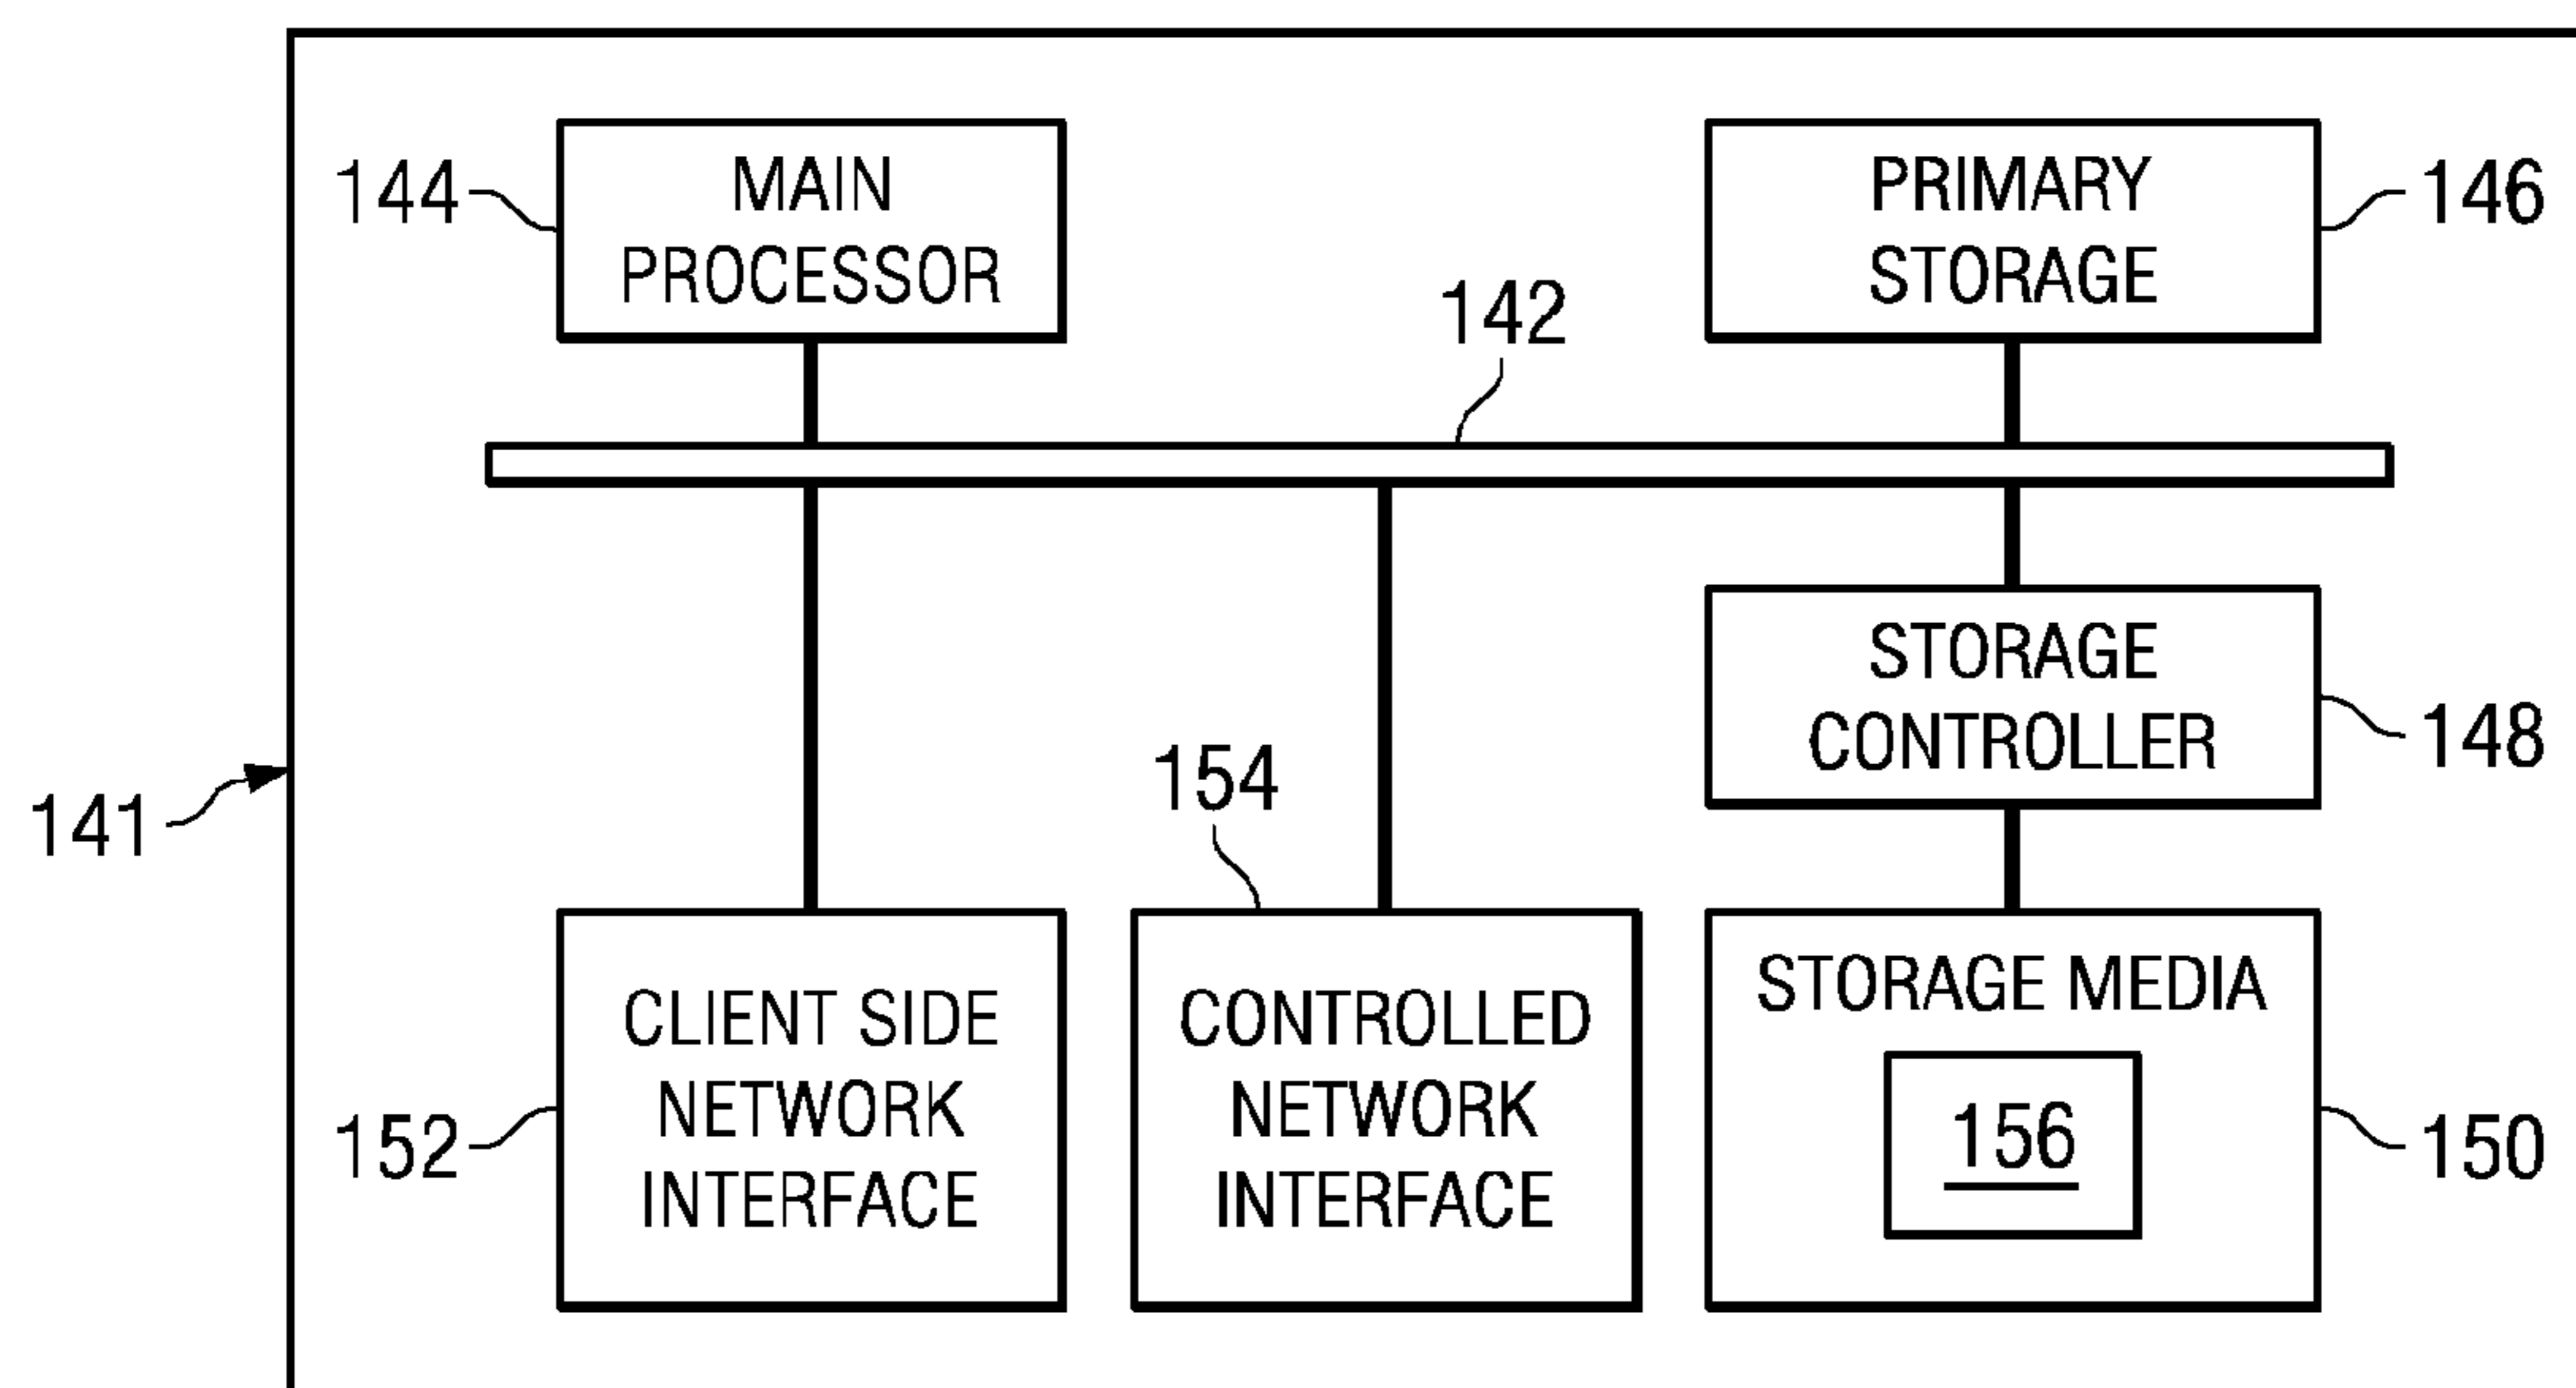 144
MAIN
PROCESSOR
PRIMARY
STORAGE
146
142
STORAGE
CONTROLLER
148
154
141
CLIENT SIDE
NETWORK
INTERFACE
152
CONTROLLED
NETWORK
INTERFACE
STORAGE MEDIA
156
150